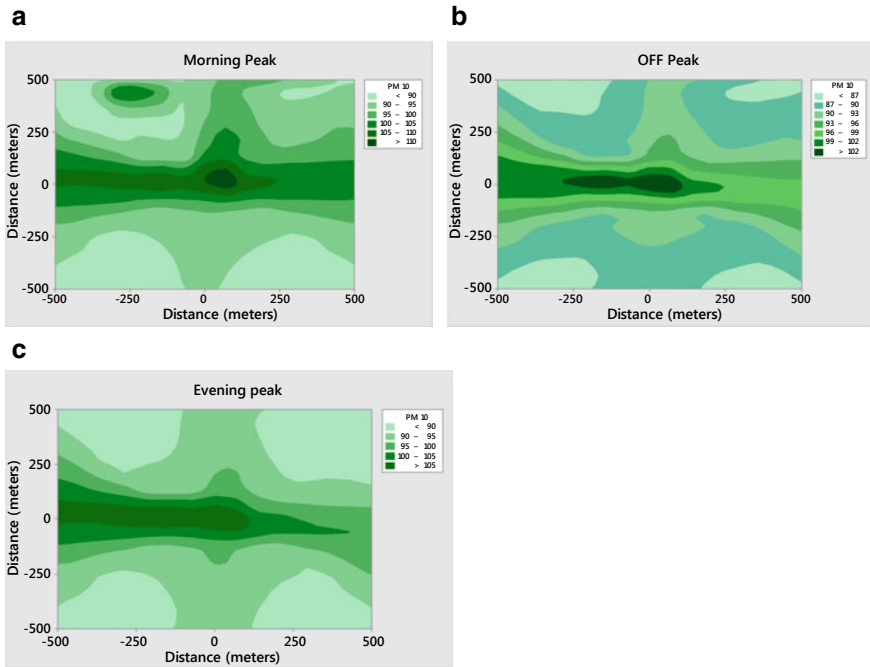 a
Morning Peak
500
250
0
-250
-500
-500 -250 0 250 500
Distance (meters)
Distance (meters)
PM 10
< 90
90 – 95
95 – 100
100 – 105
105 – 110
> 110
b
OFF Peak
500
250
0
-250
-500
-500 -250 0 250 500
Distance (meters)
Distance (meters)
PM 10
< 87
87 – 90
90 – 93
93 – 96
96 – 99
99 – 102
> 102
c
Evening peak
500
250
0
-250
-500
-500 -250 0 250 500
Distance (meters)
Distance (meters)
PM 10
< 90
90 – 95
95 – 100
100 – 105
> 105